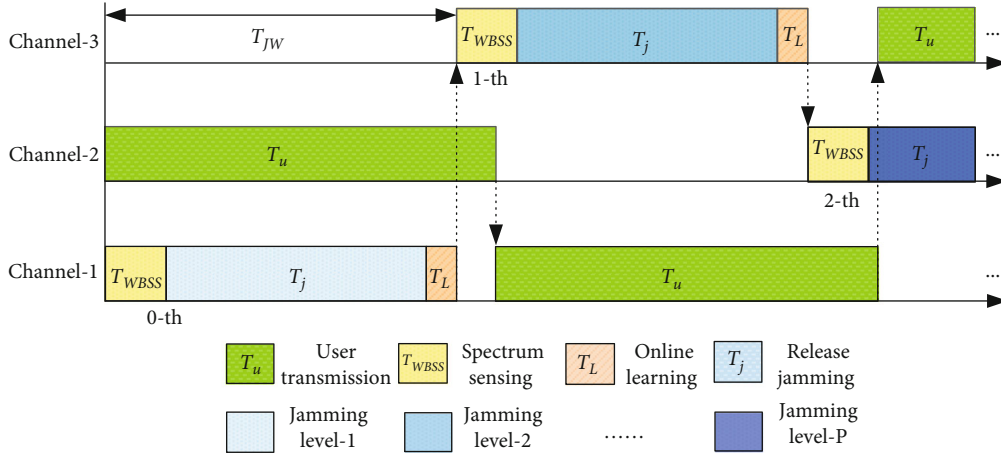 Channel-3
T_JW
T_WBSS
T_j
T_L
T_u
...
1-th
Channel-2
T_u
T_WBSS
T_j
...
2-th
Channel-1
T_WBSS
T_j
T_L
T_u
...
0-th
T_u
User
transmission
T_WBSS
Spectrum
sensing
T_L
Online
learning
T_j
Release
jamming
Jamming
level-1
Jamming
level-2
......
Jamming
level-P